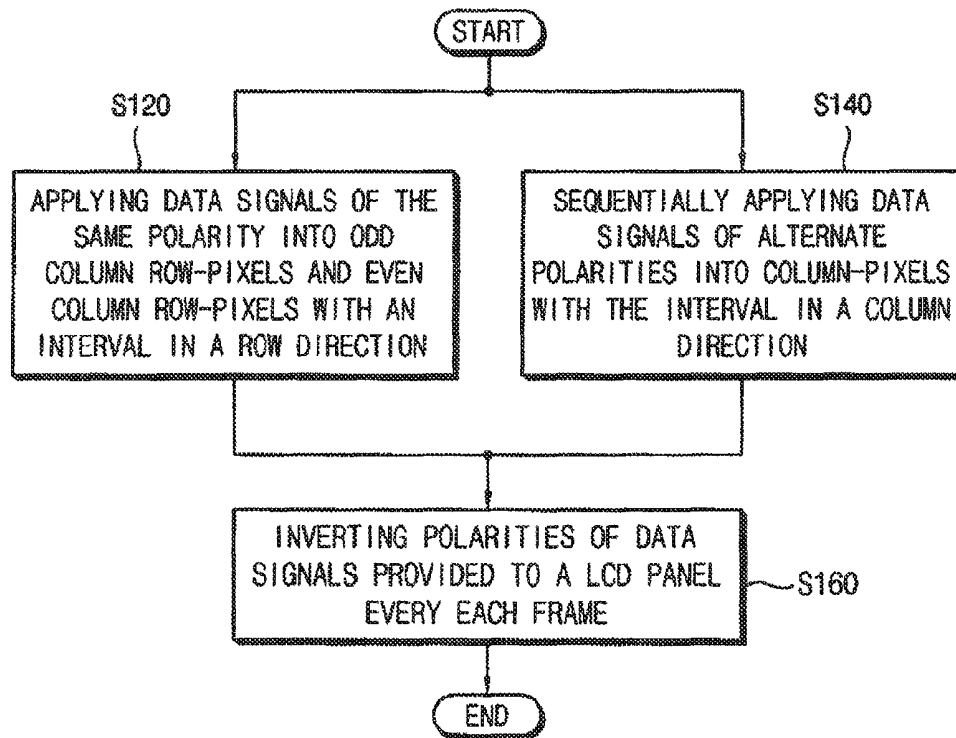 START
S120
S140
APPLYING DATA SIGNALS OF THE
SAME POLARITY INTO ODD
COLUMN ROW-PIXELS AND EVEN
COLUMN ROW-PIXELS WITH AN
INTERVAL IN A ROW DIRECTION
SEQUENTIALLY APPLYING DATA
SIGNALS OF ALTERNATE
POLARITIES INTO COLUMN-PIXELS
WITH THE INTERVAL IN A COLUMN
DIRECTION
INVERTING POLARITIES OF DATA
SIGNALS PROVIDED TO A LCD PANEL
EVERY EACH FRAME
S160
END